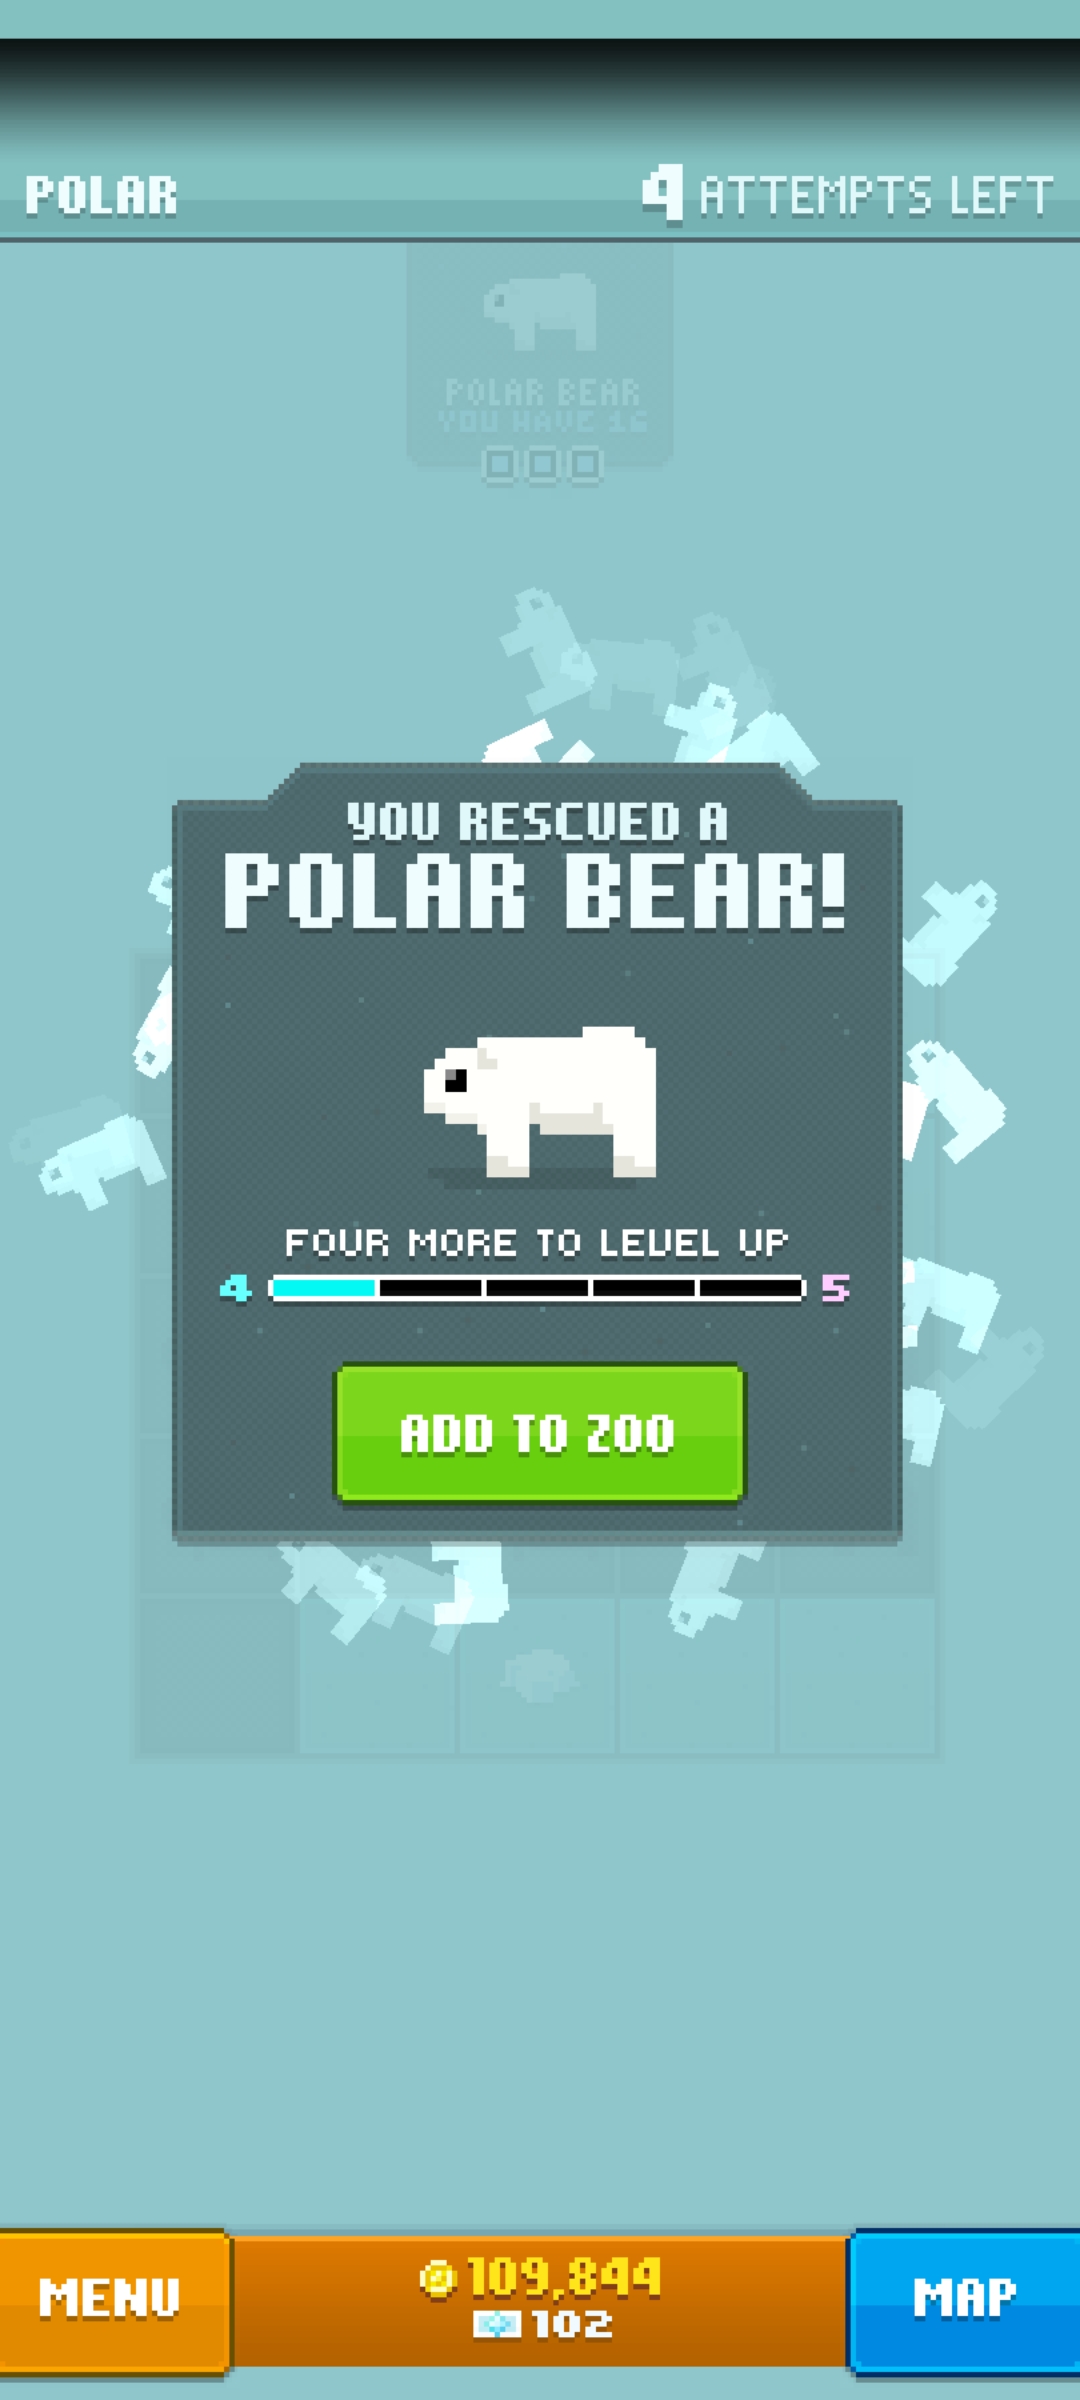 POLAR
4 ATTEMPTS LEFT
POLAR BEAR
YOU HAVE 16
YOU RESCUED A
POLAR BEAR!
FOUR MORE TO LEVEL UP
4 5
ADD TO ZOO
MENU
109,844
102
MAP